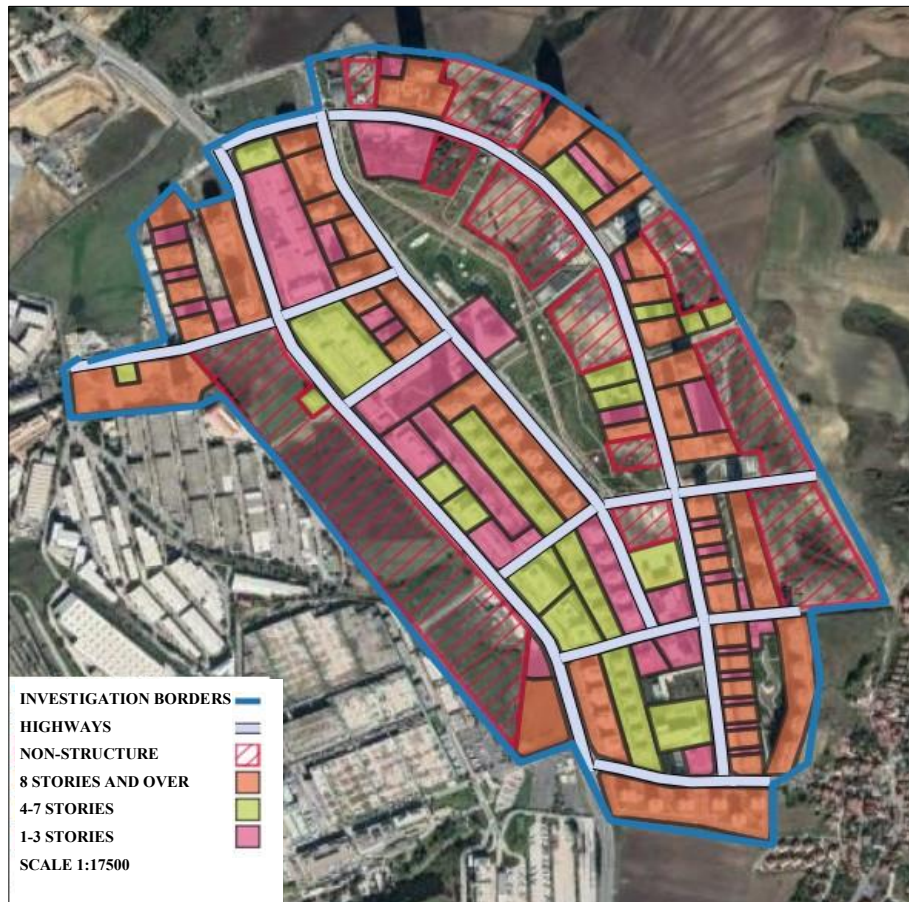 INVESTIGATION BORDERS
HIGHWAYS
NON-STRUCTURE
8 STORIES AND OVER
4-7 STORIES
1-3 STORIES
SCALE 1:17500